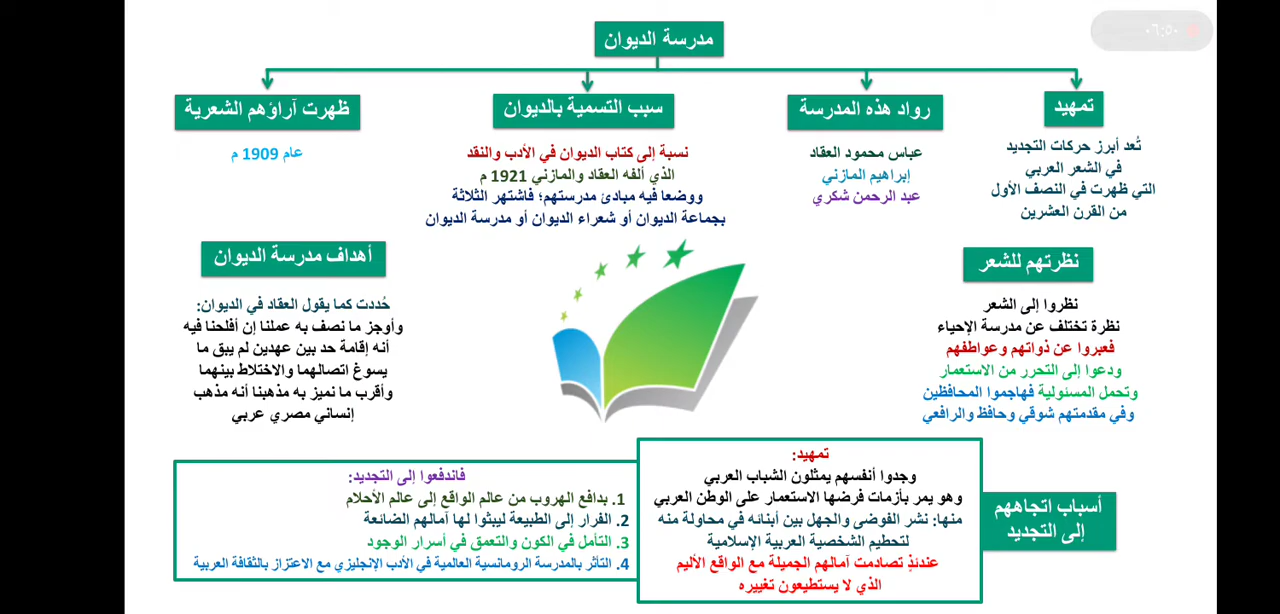 ٠٦:٥٠
مدرسة الديوان
تمهيد
تُعد أبرز حركات التجديد
في الشعر العربي
التي ظهرت في النصف الأول
من القرن العشرين
رواد هذه المدرسة
عباس محمود العقاد
إبراهيم المازني
عبد الرحمن شكري
سبب التسمية بالديوان
نسبة إلى كتاب الديوان في الأدب والنقد
الذي ألفه العقاد والمازني 1921 م
ووضعا فيه مبادئ مدرستهم؛ فاشتهر الثلاثة
بجماعة الديوان أو شعراء الديوان أو مدرسة الديوان
ظهرت آراؤهم الشعرية
عام 1909 م
نظرتهم للشعر
نظروا إلى الشعر
نظرة تختلف عن مدرسة الإحياء
فعبروا عن ذواتهم وعواطفهم
ودعوا إلى التحرر من الاستعمار
وتحمل المسئولية فهاجموا المحافظين
وفي مقدمتهم شوقي وحافظ والرافعي
أهداف مدرسة الديوان
حُددت كما يقول العقاد في الديوان:
وأوجز ما نصف به عملنا إن أفلحنا فيه
أنه إقامة حد بين عهدين لم يبق ما
يسوغ اتصالهما والاختلاط بينهما
وأقرب ما نميز به مذهبنا أنه مذهب
إنساني مصري عربي
أسباب اتجاههم
إلى التجديد
تمهيد:
وجدوا أنفسهم يمثلون الشباب العربي
وهو يمر بأزمات فرضها الاستعمار على الوطن العربي
منها: نشر الفوضى والجهل بين أبنائه في محاولة منه
لتحطيم الشخصية العربية الإسلامية
عندئذٍ تصادمت آمالهم الجميلة مع الواقع الأليم
الذي لا يستطيعون تغييره
فاندفعوا إلى التجديد:
1. بدافع الهروب من عالم الواقع إلى عالم الأحلام
2. الفرار إلى الطبيعة ليبثوا لها آمالهم الضائعة
3. التأمل في الكون والتعمق في أسرار الوجود
4. التأثر بالمدرسة الرومانسية العالمية في الأدب الإنجليزي مع الاعتزاز بالثقافة العربية